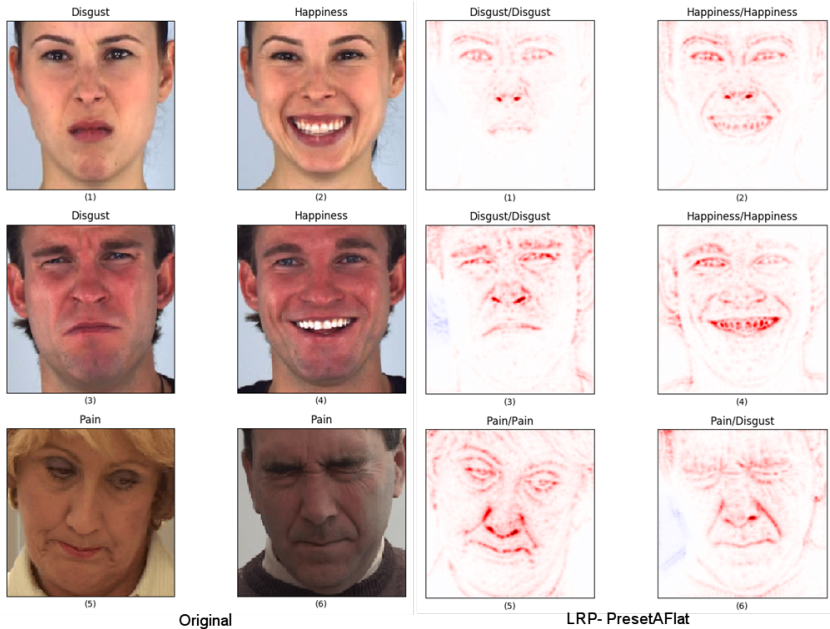 Disgust
Happiness
Disgust/Disgust
Happiness/Happiness
(1)
(2)
(1)
(2)
Disgust
Happiness
Disgust/Disgust
Happiness/Happiness
(3)
(4)
(3)
(4)
Pain
Pain
Pain/Pain
Pain/Disgust
(5)
(6)
(5)
(6)
Original
LRP- PresetAFlat